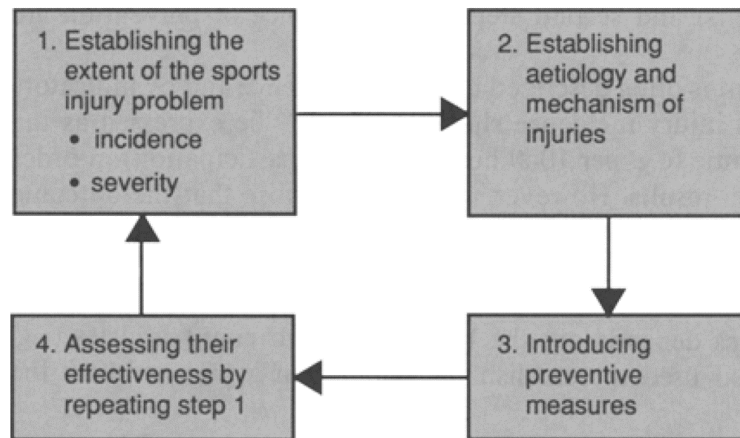 1. Establishing the
extent of the sports
injury problem
• incidence
• severity
2. Establishing
aetiology and
mechanism of
injuries
3. Introducing
preventive
measures
4. Assessing their
effectiveness by
repeating step 1